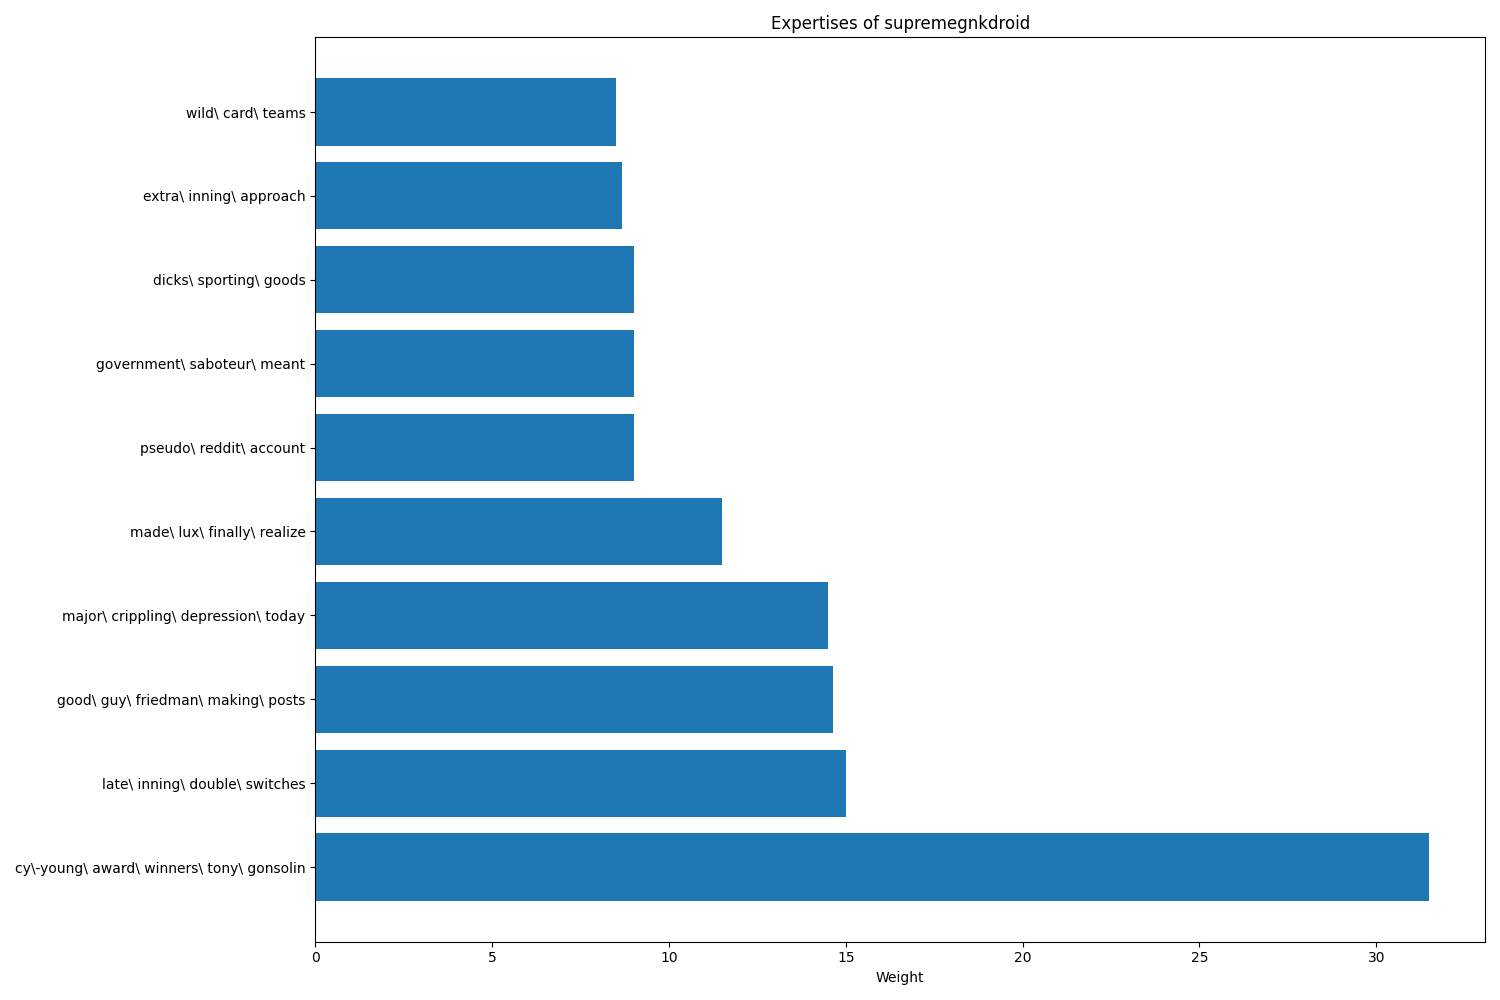 Expertises of supremegnkdroid
wild\ card\ teams
extra\ inning\ approach
dicks\ sporting\ goods
government\ saboteur\ meant
pseudo\ reddit\ account
made\ lux\ finally\ realize
major\ crippling\ depression\ today
good\ guy\ friedman\ making\ posts
late\ inning\ double\ switches
cy\-young\ award\ winners\ tony\ gonsolin
0 5 10 15 20 25 30
Weight